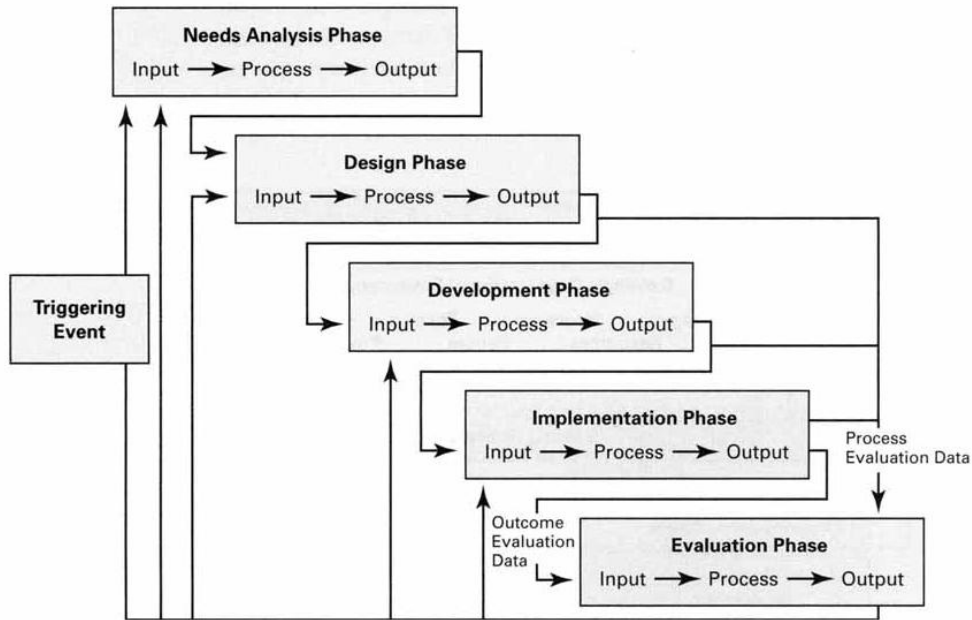 Needs Analysis Phase
Input Process Output
Design Phase
Input Process Output
Triggering
Event
Development Phase
Input Process Output
Implementation Phase
Input Process Output
Process
Evaluation Data
Outcome
Evaluation
Data
Evaluation Phase
Input Process Output